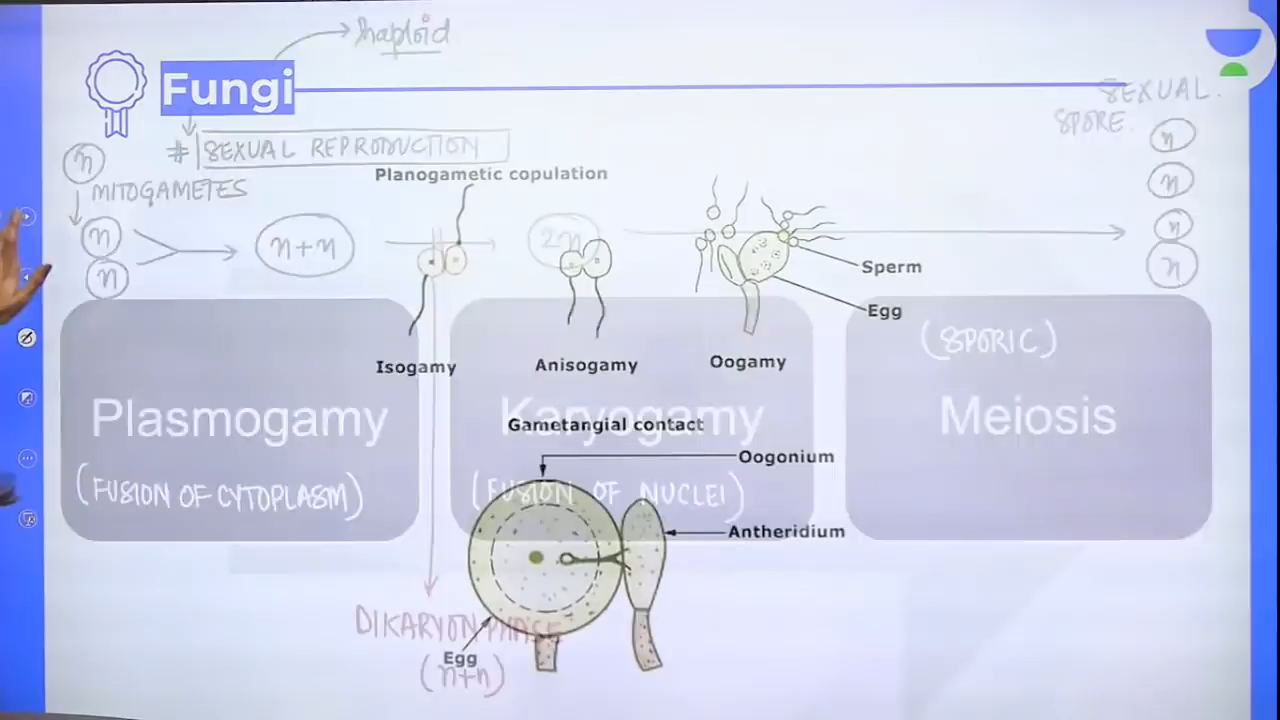 haploid
Fungi
SEXUAL
SPORE.
n
n
# SEXUAL REPRODUCTION
Planogametic copulation
MITOGAMETES
n
n
n
n+n
2n
n
n
n
Sperm
Egg
(SPORIC)
Isogamy
Anisogamy
Oogamy
Plasmogamy
Karyogamy
Meiosis
Gametangial contact
Oogonium
(FUSION OF CYTOPLASM)
(FUSION OF NUCLEI)
Antheridium
DIKARYON PHASE
Egg
(n+n)